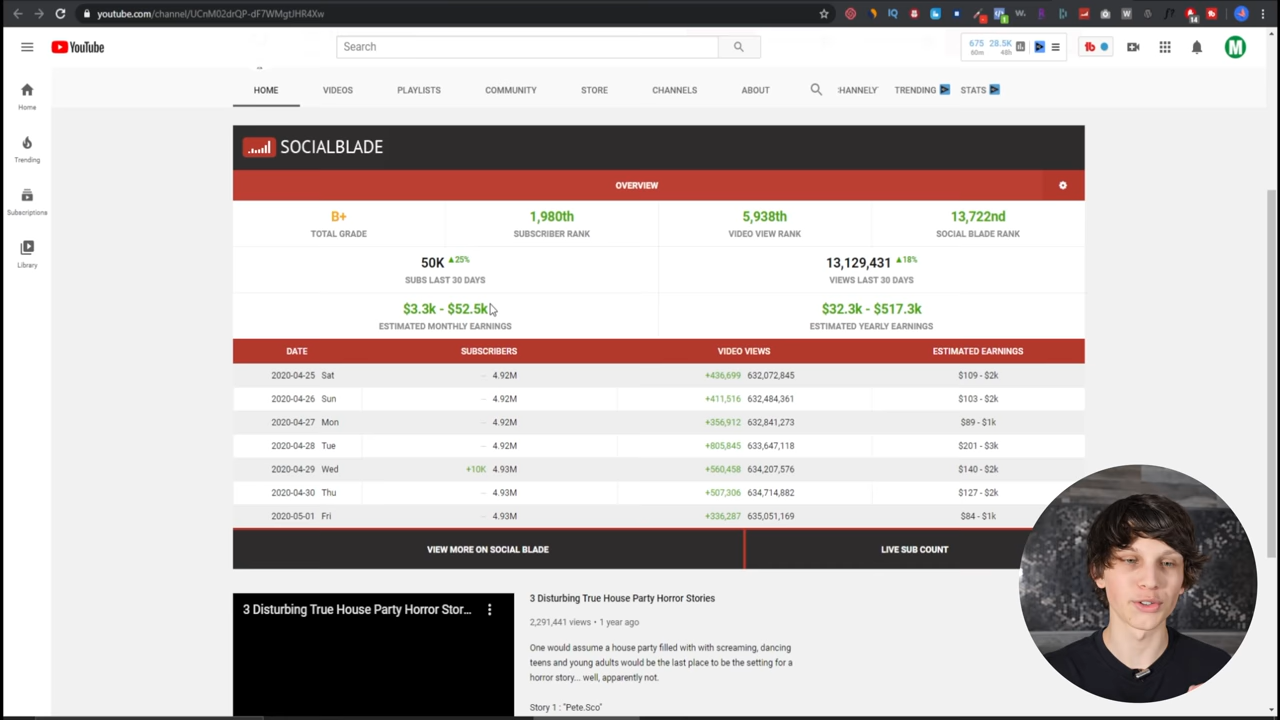 youtube.com/channel/UCnM02drQP-dF7WMgtJHR4Xw
YouTube
Search
675 28.5K
60m 48h
tb
M
HOME VIDEOS PLAYLISTS COMMUNITY STORE CHANNELS ABOUT HANNELY TRENDING STATS
Home
Trending
Subscriptions
Library
SOCIALBLADE
OVERVIEW
B+ 1,980th 5,938th 13,722nd
TOTAL GRADE SUBSCRIBER RANK VIDEO VIEW RANK SOCIAL BLADE RANK
50K ▲25% 13,129,431 ▲18%
SUBS LAST 30 DAYS VIEWS LAST 30 DAYS
$3.3k - $52.5k $32.3k - $517.3k
ESTIMATED MONTHLY EARNINGS ESTIMATED YEARLY EARNINGS
DATE SUBSCRIBERS VIDEO VIEWS ESTIMATED EARNINGS
2020-04-25 Sat -- 4.92M +436,699 632,072,845 $109 - $2k
2020-04-26 Sun -- 4.92M +411,516 632,484,361 $103 - $2k
2020-04-27 Mon -- 4.92M +356,912 632,841,273 $89 - $1k
2020-04-28 Tue -- 4.92M +805,845 633,647,118 $201 - $3k
2020-04-29 Wed +10K 4.93M +560,458 634,207,576 $140 - $2k
2020-04-30 Thu -- 4.93M +507,306 634,714,882 $127 - $2k
2020-05-01 Fri -- 4.93M +336,287 635,051,169 $84 - $1k
VIEW MORE ON SOCIAL BLADE LIVE SUB COUNT
3 Disturbing True House Party Horror Stor...
3 Disturbing True House Party Horror Stories
2,291,441 views • 1 year ago
One would assume a house party filled with with screaming, dancing
teens and young adults would be the last place to be the setting for a
horror story... well, apparently not.
Story 1 : "Pete.Sco"